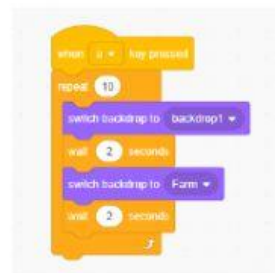 when a key pressed
repeat 10
switch backdrop to backdrop1
wait 2 seconds
switch backdrop to Farm
wait 2 seconds